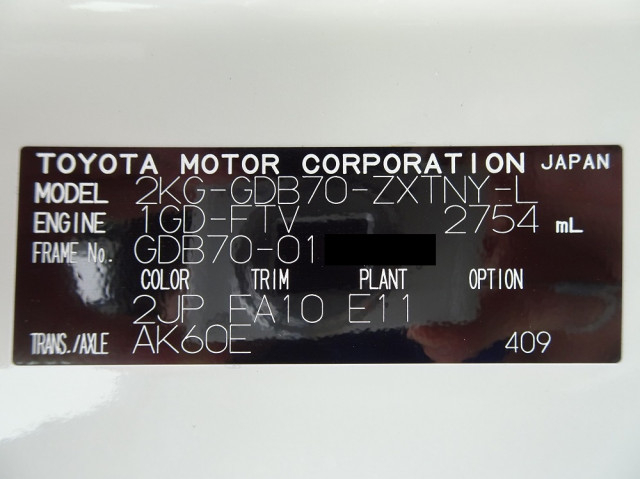 TOYOTA MOTOR CORPORATION JAPAN
MODEL 2KG-GDB70-ZXTNY-L
ENGINE 1GD-FTV 2754 mL
FRAME No. GDB70-01
COLOR TRIM PLANT OPTION
2JP FA10 E11
TRANS./AXLE AK60E 409